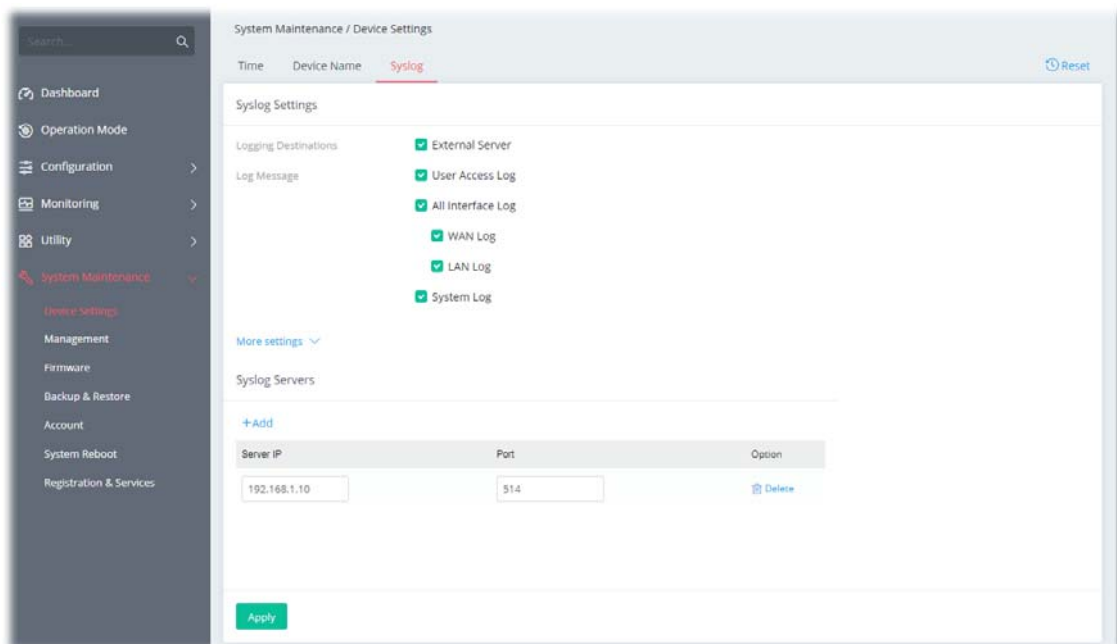 Search...
Dashboard
Operation Mode
Configuration
Monitoring
Utility
System Maintenance
Device Settings
Management
Firmware
Backup & Restore
Account
System Reboot
Registration & Services
System Maintenance / Device Settings
Time Device Name Syslog Reset
Syslog Settings
Logging Destinations External Server
Log Message User Access Log
All Interface Log
WAN Log
LAN Log
System Log
More settings
Syslog Servers
+Add
Server IP Port Option
192.168.1.10 514 Delete
Apply